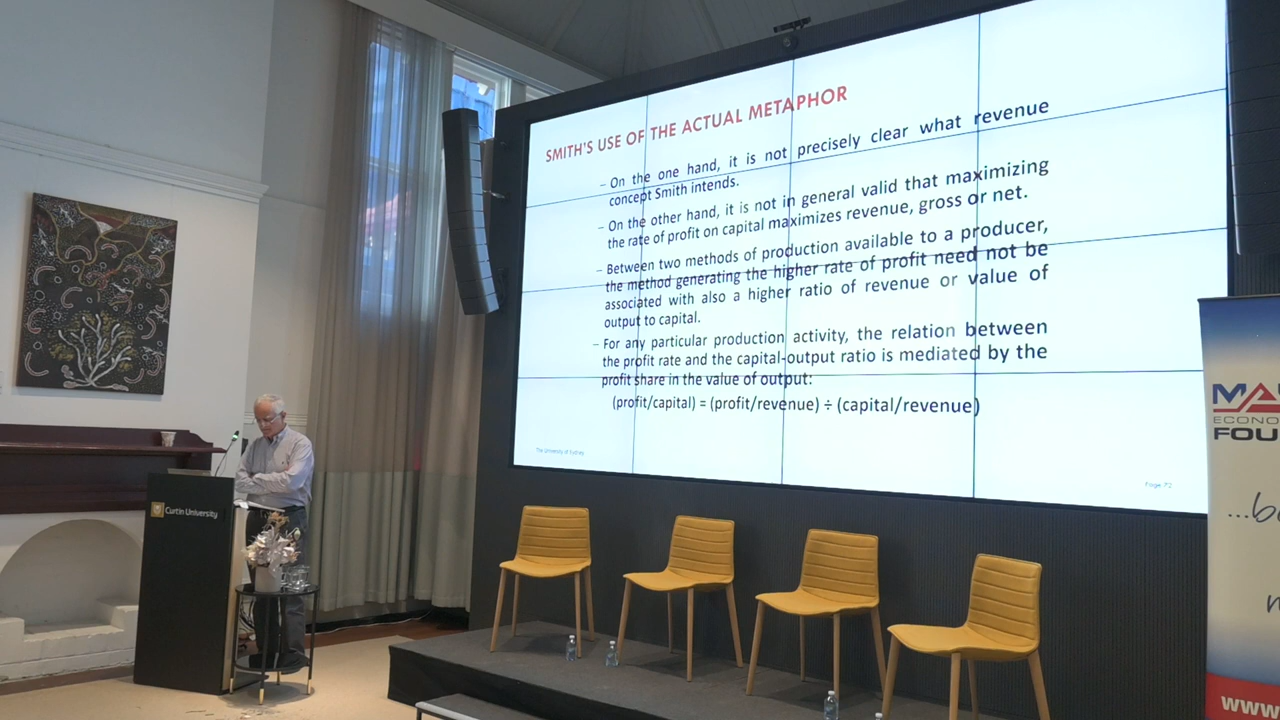 SMITH'S USE OF THE ACTUAL METAPHOR
– On the one hand, it is not precisely clear what revenue
concept Smith intends.
– On the other hand, it is not in general valid that maximizing
the rate of profit on capital maximizes revenue, gross or net.
– Between two methods of production available to a producer,
the method generating the higher rate of profit need not be
associated with also a higher ratio of revenue or value of
output to capital.
– For any particular production activity, the relation between
the profit rate and the capital-output ratio is mediated by the
profit share in the value of output:
(profit/capital) = (profit/revenue) ÷ (capital/revenue)
The University of Sydney
Page 72
Curtin University
MA
ECONO
FOU
...b
www